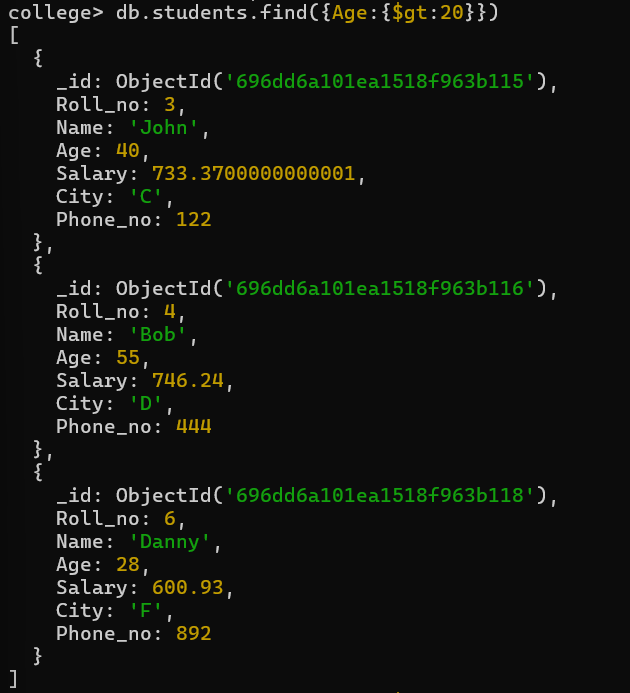 college> db.students.find({Age:{$gt:20}})
[
  {
    _id: ObjectId('696dd6a101ea1518f963b115'),
    Roll_no: 3,
    Name: 'John',
    Age: 40,
    Salary: 733.3700000000001,
    City: 'C',
    Phone_no: 122
  },
  {
    _id: ObjectId('696dd6a101ea1518f963b116'),
    Roll_no: 4,
    Name: 'Bob',
    Age: 55,
    Salary: 746.24,
    City: 'D',
    Phone_no: 444
  },
  {
    _id: ObjectId('696dd6a101ea1518f963b118'),
    Roll_no: 6,
    Name: 'Danny',
    Age: 28,
    Salary: 600.93,
    City: 'F',
    Phone_no: 892
  }
]